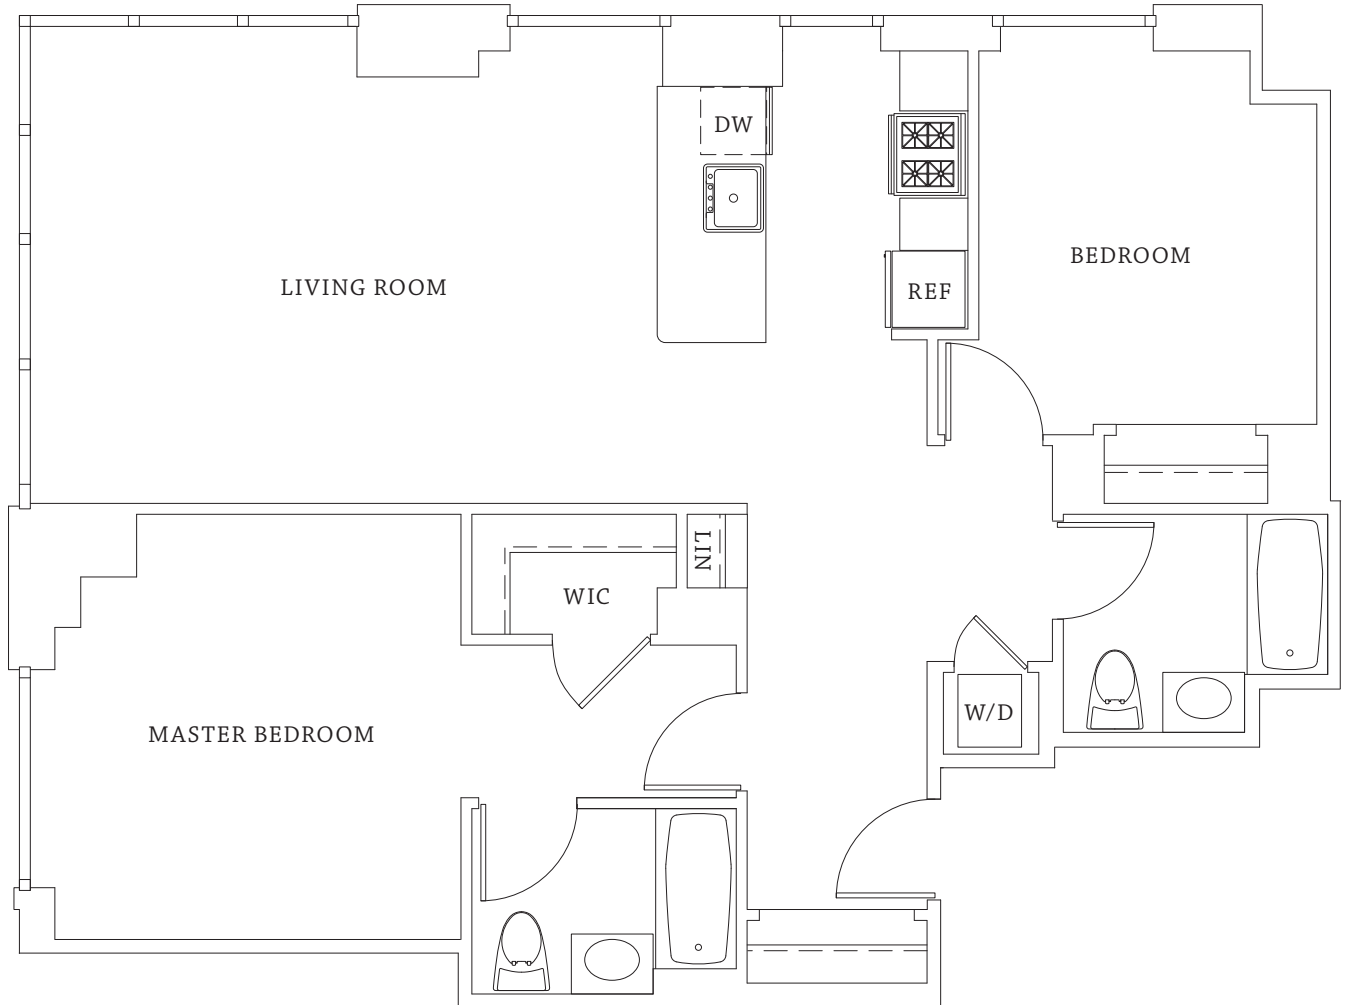 DW
BEDROOM
LIVING ROOM
REF
LIN
WIC
W/D
MASTER BEDROOM